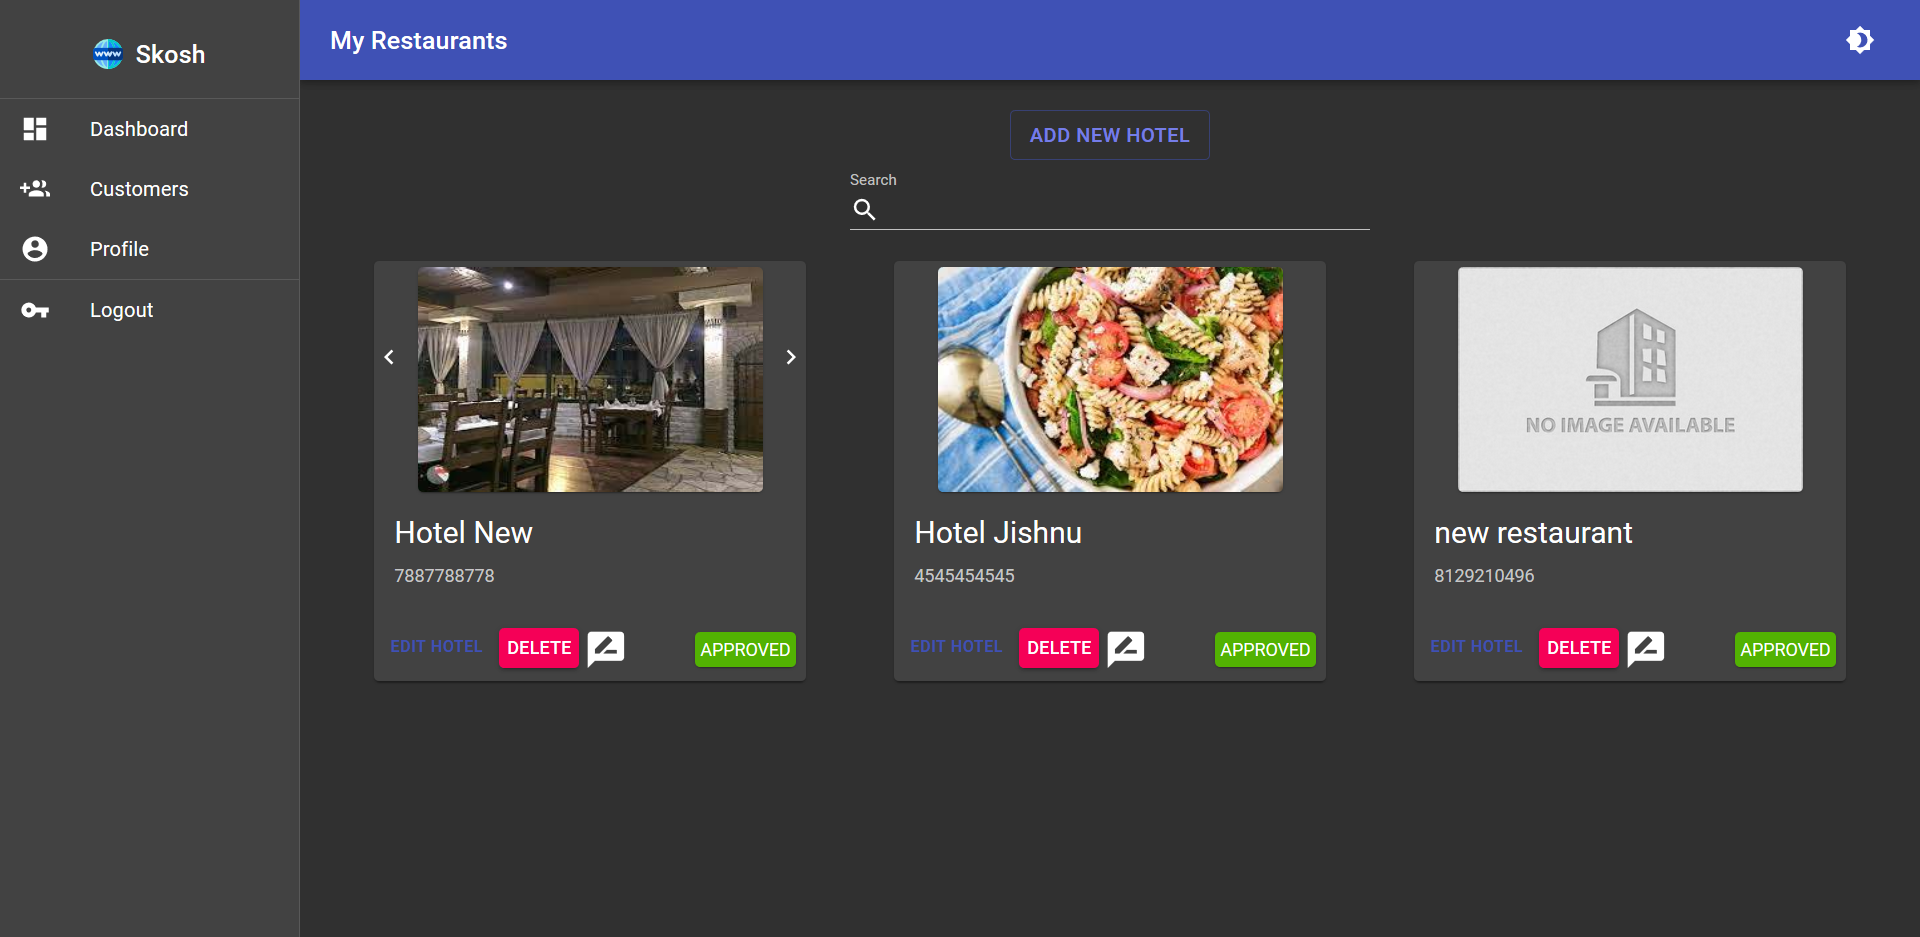 www Skosh
My Restaurants
Dashboard
Customers
Profile
Logout
ADD NEW HOTEL
Search
NO IMAGE AVAILABLE
Hotel New
7887788778
EDIT HOTEL DELETE APPROVED
Hotel Jishnu
4545454545
EDIT HOTEL DELETE APPROVED
new restaurant
8129210496
EDIT HOTEL DELETE APPROVED